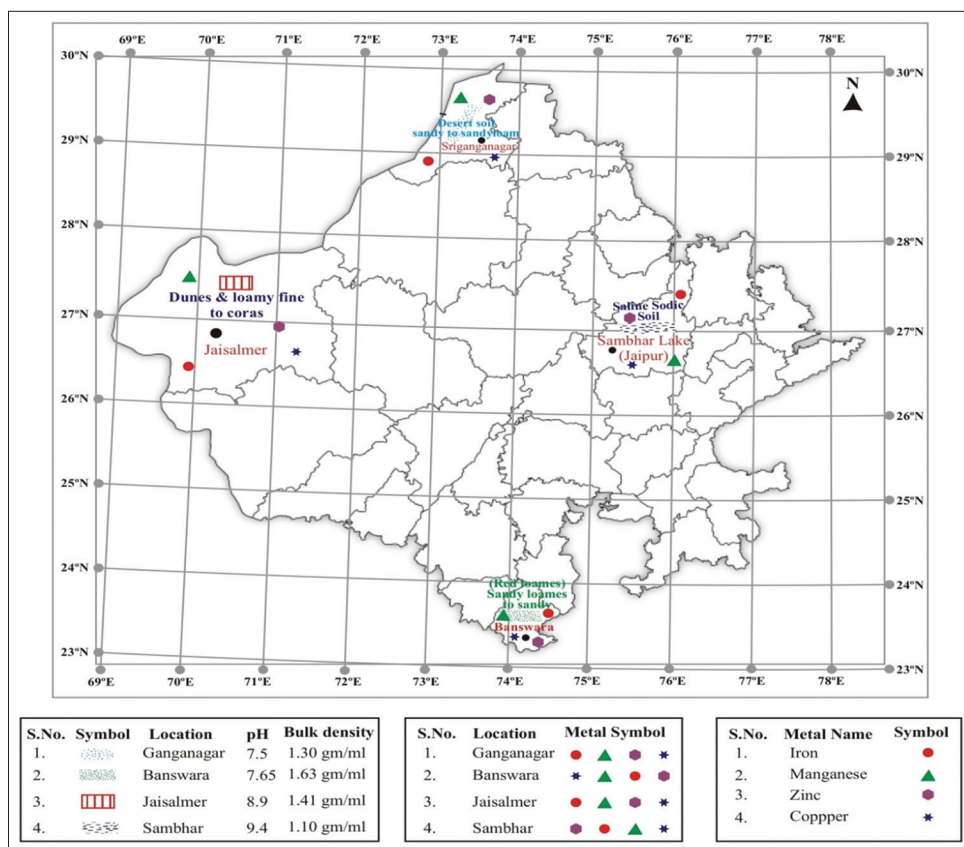 69°E 70°E 71°E 72°E 73°E 74°E 75°E 76°E 77°E 78°E
30°N 30°N
N
Desert soil
sandy to sandyloam
Sriganganagar
29°N 29°N
28°N 28°N
Dunes & loamy fine
to coras
Jaisalmer
Saline Sodic
Soil
Sambhar Lake
(Jaipur)
27°N 27°N
26°N 26°N
25°N 25°N
24°N 24°N
(Red loames)
Sandy loames
to sandy
Banswara
23°N 23°N
69°E 70°E 71°E 72°E 73°E 74°E 75°E 76°E 77°E 78°E
S.No. Symbol Location pH Bulk density
1. Ganganagar 7.5 1.30 gm/ml
2. Banswara 7.65 1.63 gm/ml
3. Jaisalmer 8.9 1.41 gm/ml
4. Sambhar 9.4 1.10 gm/ml
S.No. Location Metal Symbol
1. Ganganagar
2. Banswara
3. Jaisalmer
4. Sambhar
S.No. Metal Name Symbol
1. Iron
2. Manganese
3. Zinc
4. Coppper